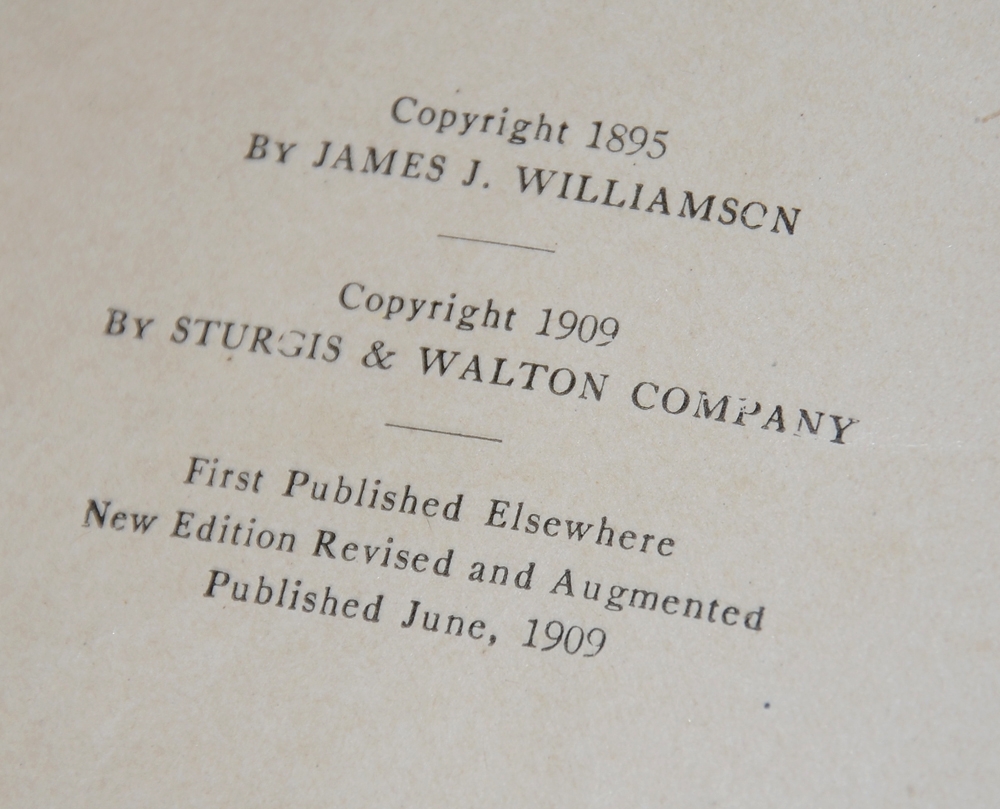 Copyright 1895
By JAMES J. WILLIAMSON
Copyright 1909
By STURGIS & WALTON COMPANY
First Published Elsewhere
New Edition Revised and Augmented
Published June, 1909